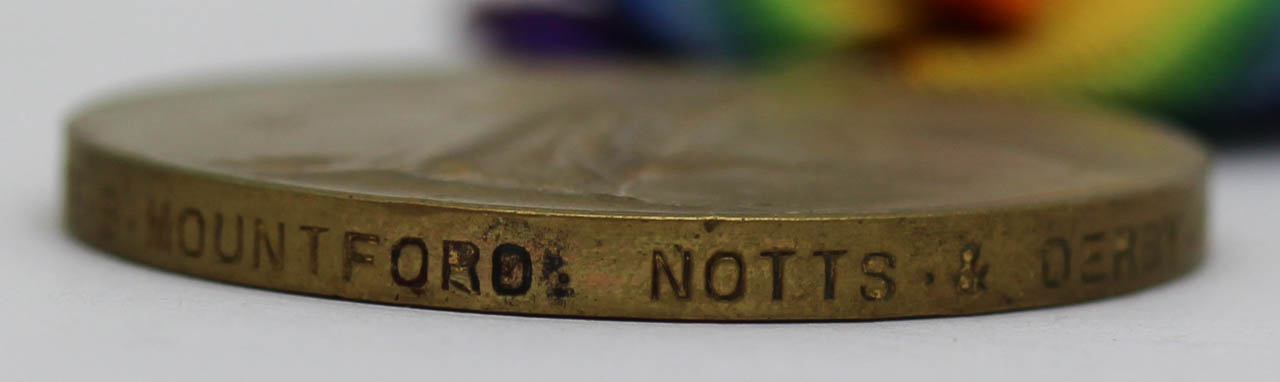 MOUNTFORD. NOTTS. & DERBY